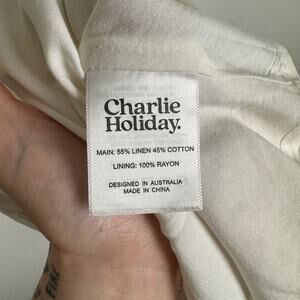 Charlie
Holiday.
MAIN: 55% LINEN 45% COTTON
LINING: 100% RAYON
DESIGNED IN AUSTRALIA
MADE IN CHINA